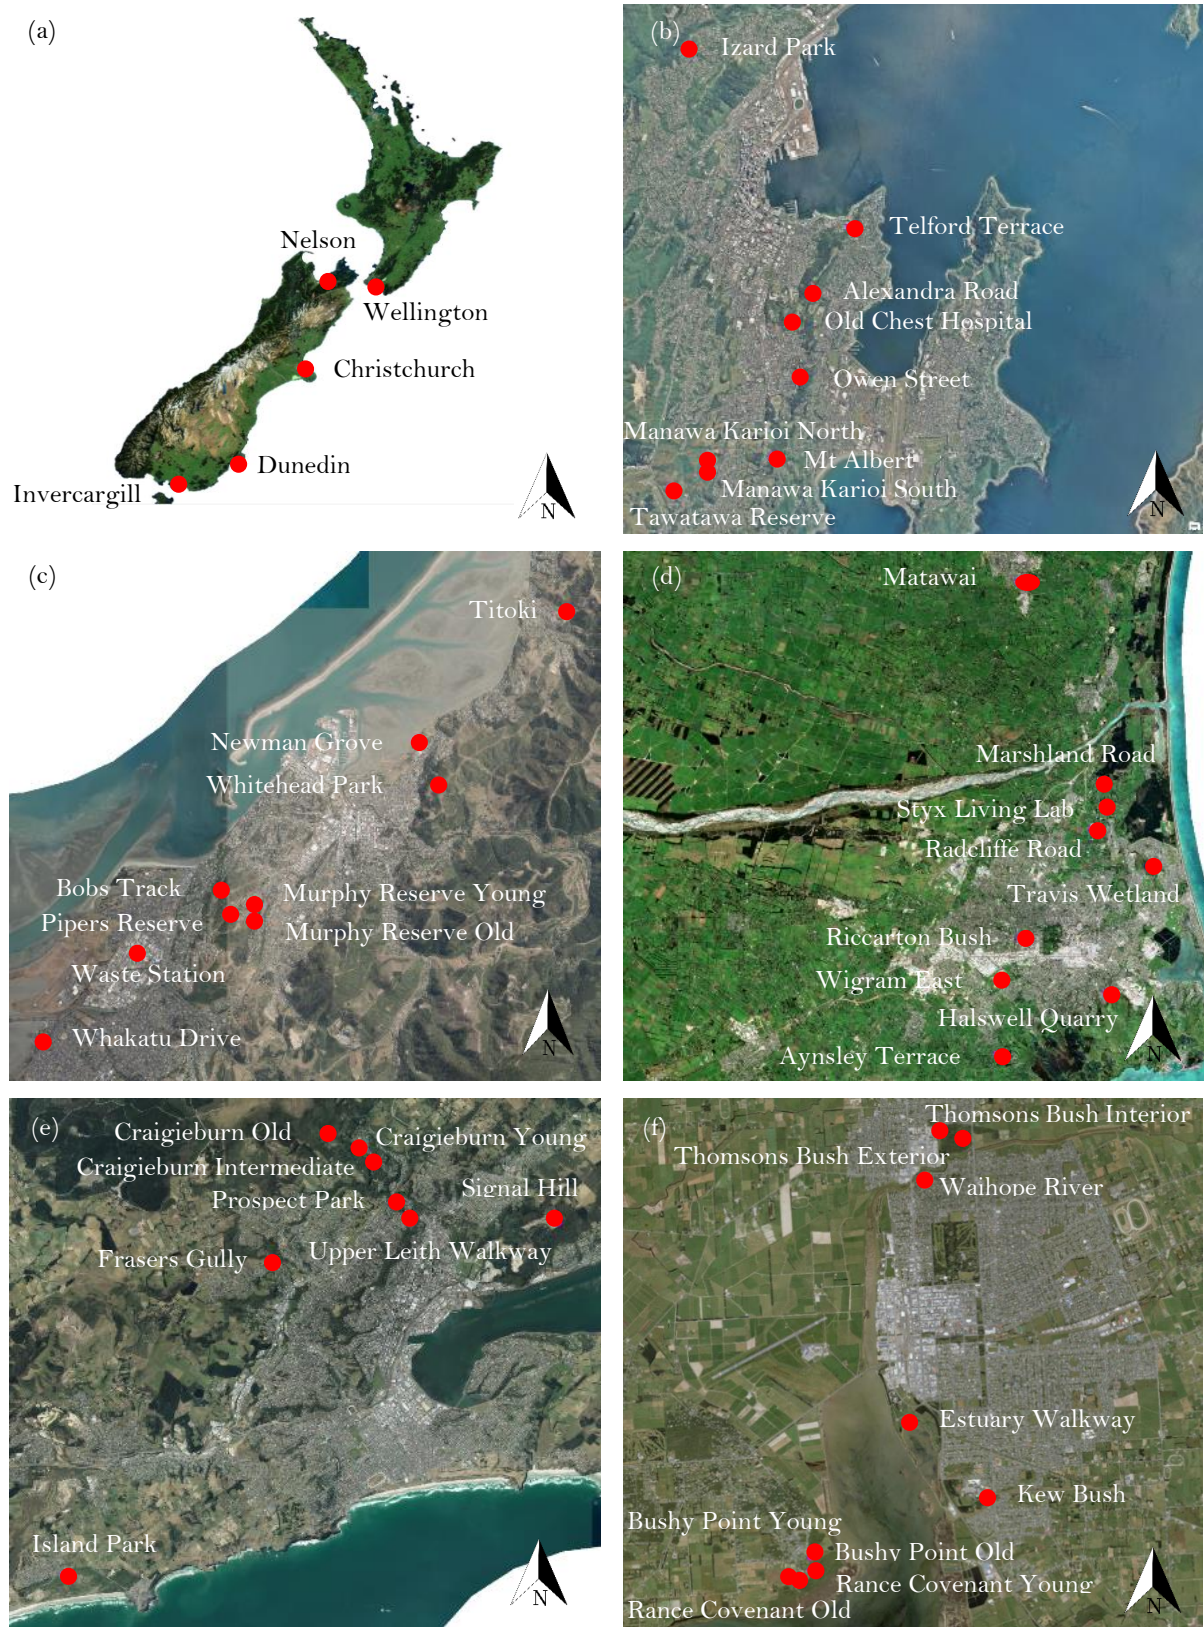 (a)
Nelson
Wellington
Christchurch
Dunedin
Invercargill
N
(b)
Izard Park
Telford Terrace
Alexandra Road
Old Chest Hospital
Owen Street
Manawa Karioi North
Mt Albert
Manawa Karioi South
Tawatawa Reserve
N
(c)
Titoki
Newman Grove
Whitehead Park
Bobs Track
Murphy Reserve Young
Pipers Reserve
Murphy Reserve Old
Waste Station
Whakatu Drive
N
(d)
Matawai
Marshland Road
Styx Living Lab
Radcliffe Road
Travis Wetland
Riccarton Bush
Wigram East
Halswell Quarry
Aynsley Terrace
N
(e)
Craigieburn Old
Craigieburn Young
Craigieburn Intermediate
Signal Hill
Prospect Park
Upper Leith Walkway
Frasers Gully
Island Park
N
(f)
Thomsons Bush Interior
Thomsons Bush Exterior
Waihope River
Estuary Walkway
Kew Bush
Bushy Point Young
Bushy Point Old
Rance Covenant Young
Rance Covenant Old
N